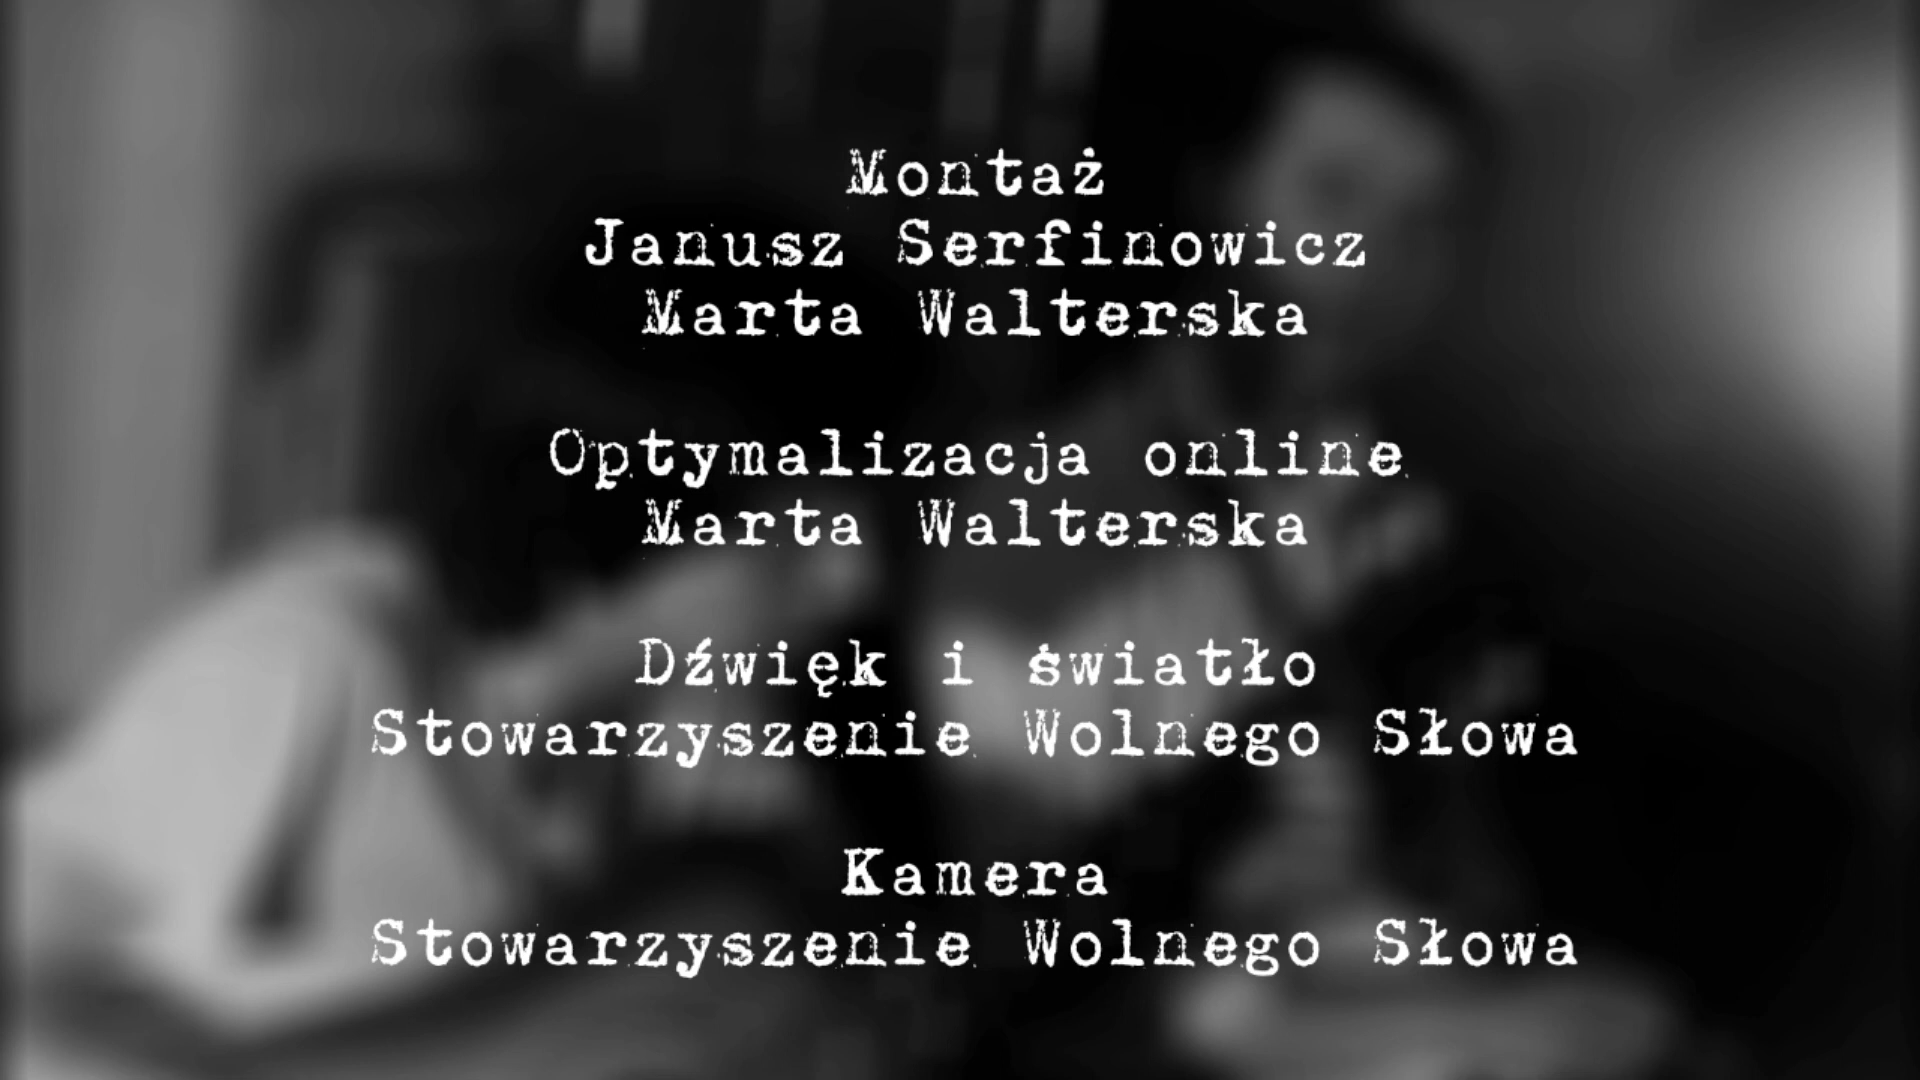 Montaż
Janusz Serfinowicz
Marta Walterska
Optymalizacja online
Marta Walterska
Dźwięk i światło
Stowarzyszenie Wolnego Słowa
Kamera
Stowarzyszenie Wolnego Słowa